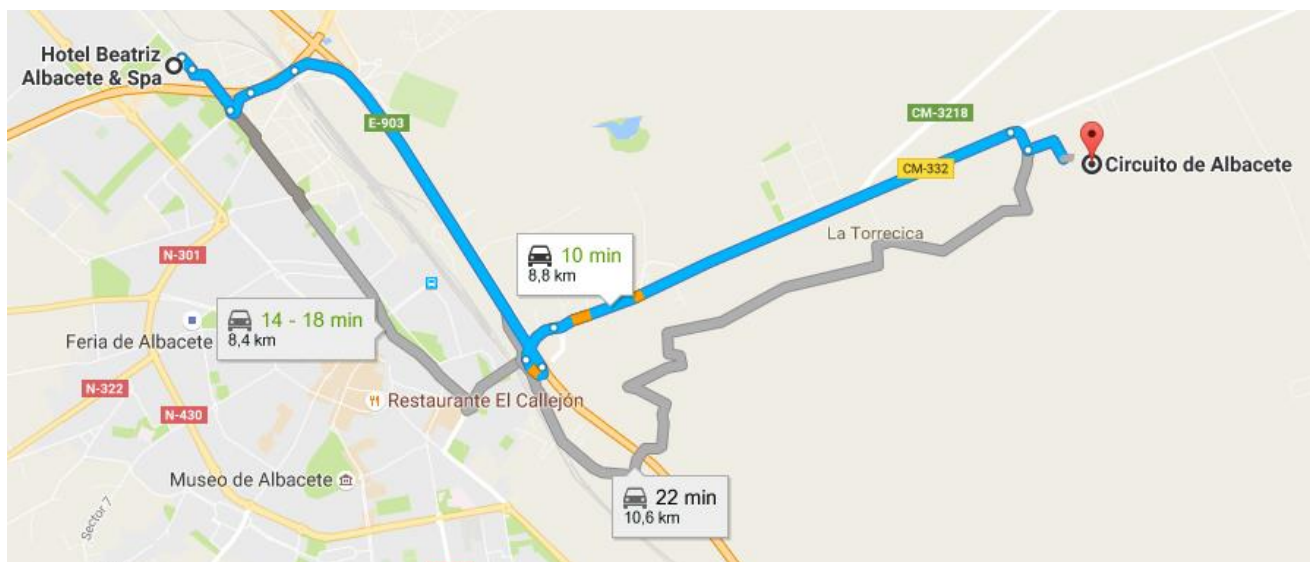 Hotel Beatriz
Albacete & Spa
E-903
CM-3218
CM-332
Circuito de Albacete
La Torrecica
N-301
10 min
8,8 km
14 - 18 min
8,4 km
Feria de Albacete
N-322
N-430
Restaurante El Callejón
Museo de Albacete
22 min
10,6 km
Sector 7